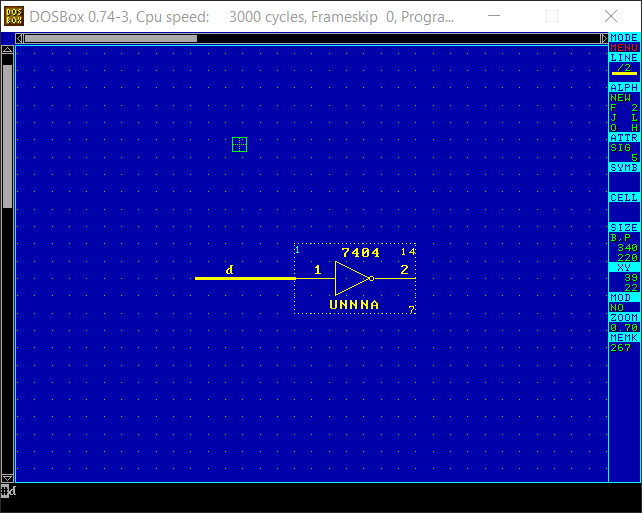 DOS
BOX
DOSBox 0.74-3, Cpu speed: 3000 cycles, Frameskip 0, Progra...
MODE
MENU
LINE
/2
ALPH
NEW
F 2
J L
O H
ATTR
SIG
5
SYMB
CELL
SIZE
B,P
340
220
XY
39
22
MOD
NO
ZOOM
0.70
MEMK
267
1 7404 14
d 1 2
UNNNA
7
d